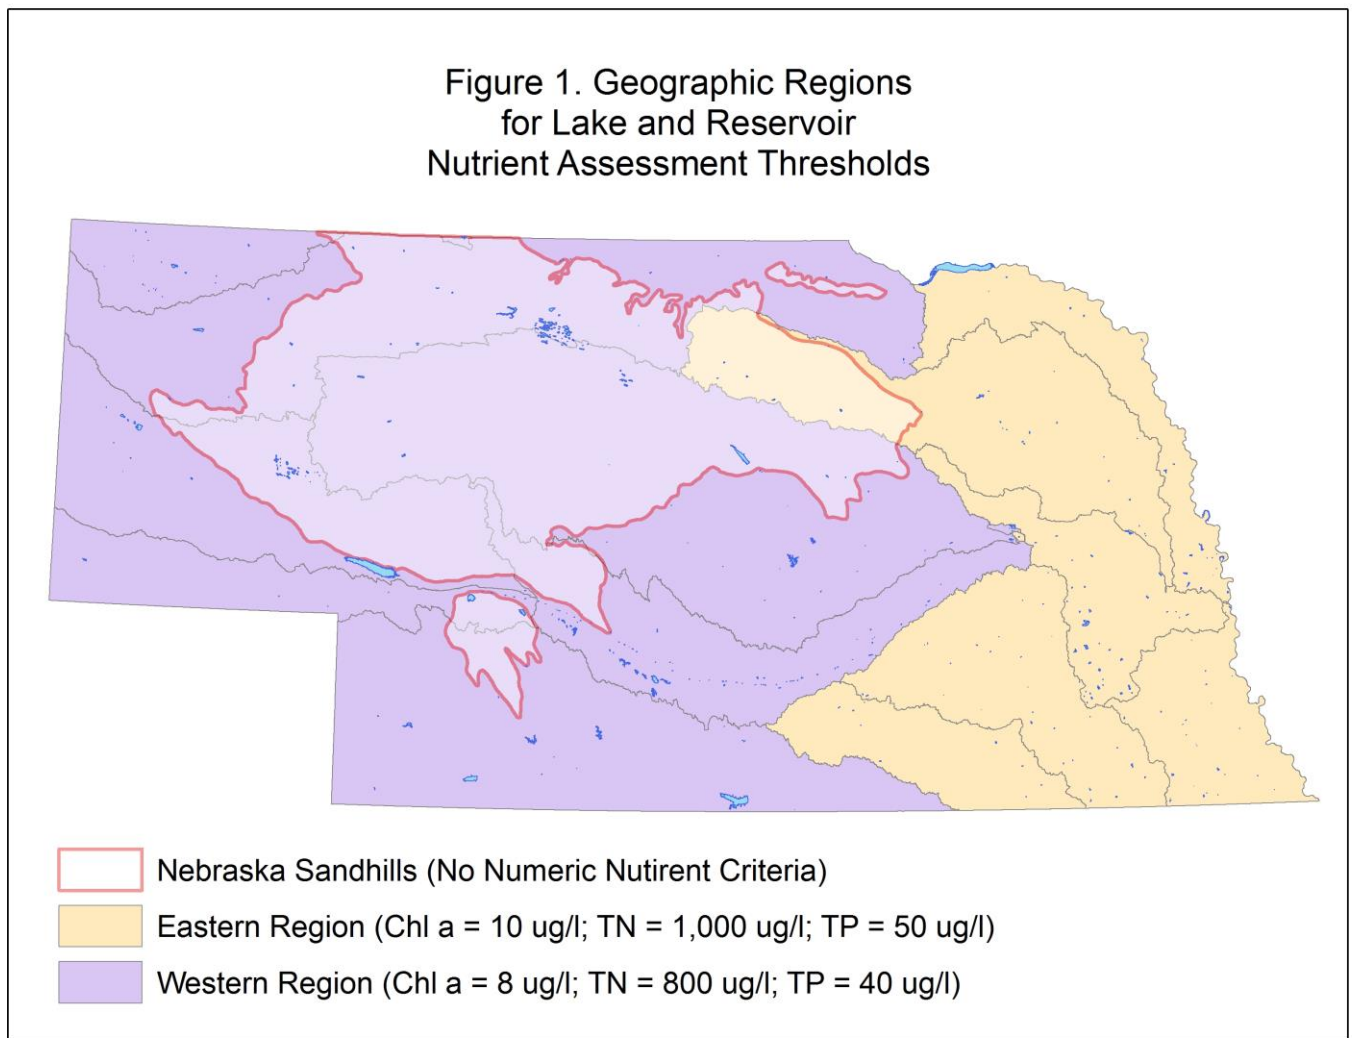 Figure 1. Geographic Regions
for Lake and Reservoir
Nutrient Assessment Thresholds
Nebraska Sandhills (No Numeric Nutirent Criteria)
Eastern Region (Chl a = 10 ug/l; TN = 1,000 ug/l; TP = 50 ug/l)
Western Region (Chl a = 8 ug/l; TN = 800 ug/l; TP = 40 ug/l)